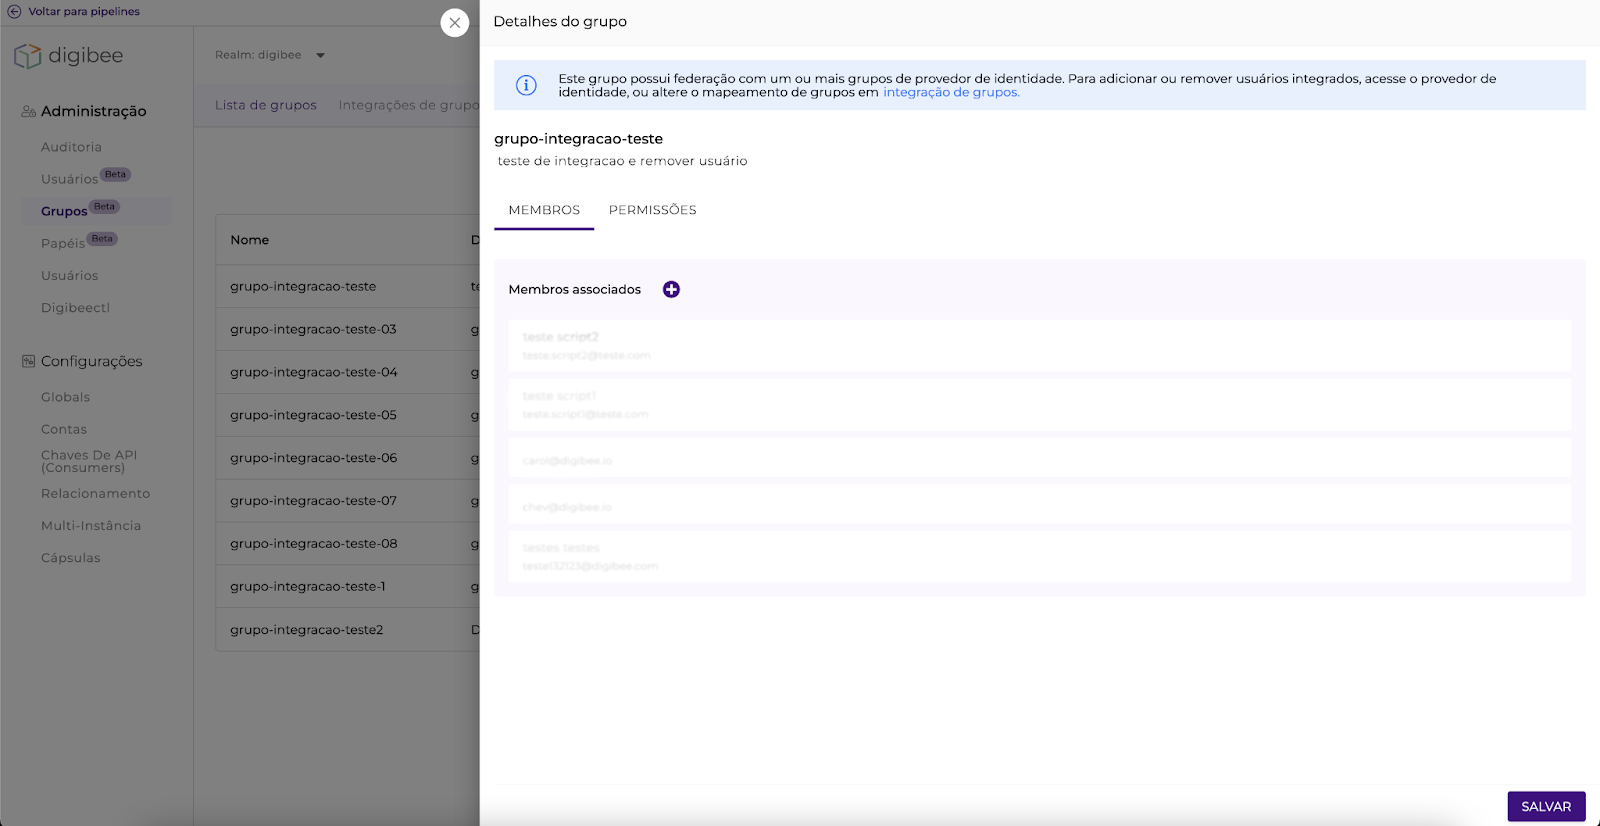 Voltar para pipelines
digibee
Administração
Auditoria
Usuários Beta
Grupos Beta
Papéis Beta
Usuários
Digibeectl
Configurações
Globals
Contas
Chaves De API
(Consumers)
Relacionamento
Multi-Instância
Cápsulas
Realm: digibee
Lista de grupos Integrações de grupo
Nome D
grupo-integracao-teste te
grupo-integracao-teste-03 g
grupo-integracao-teste-04 g
grupo-integracao-teste-05 g
grupo-integracao-teste-06 g
grupo-integracao-teste-07 g
grupo-integracao-teste-08 g
grupo-integracao-teste-1 g
grupo-integracao-teste2 D
Detalhes do grupo
Este grupo possui federação com um ou mais grupos de provedor de identidade. Para adicionar ou remover usuários integrados, acesse o provedor de
identidade, ou altere o mapeamento de grupos em integração de grupos.
grupo-integracao-teste
teste de integracao e remover usuário
MEMBROS PERMISSÕES
Membros associados
teste script2
teste.script2@teste.com
teste script1
teste.script1@teste.com
carol@digibee.io
chev@digibee.io
testes testes
teste132123@digibee.com
SALVAR